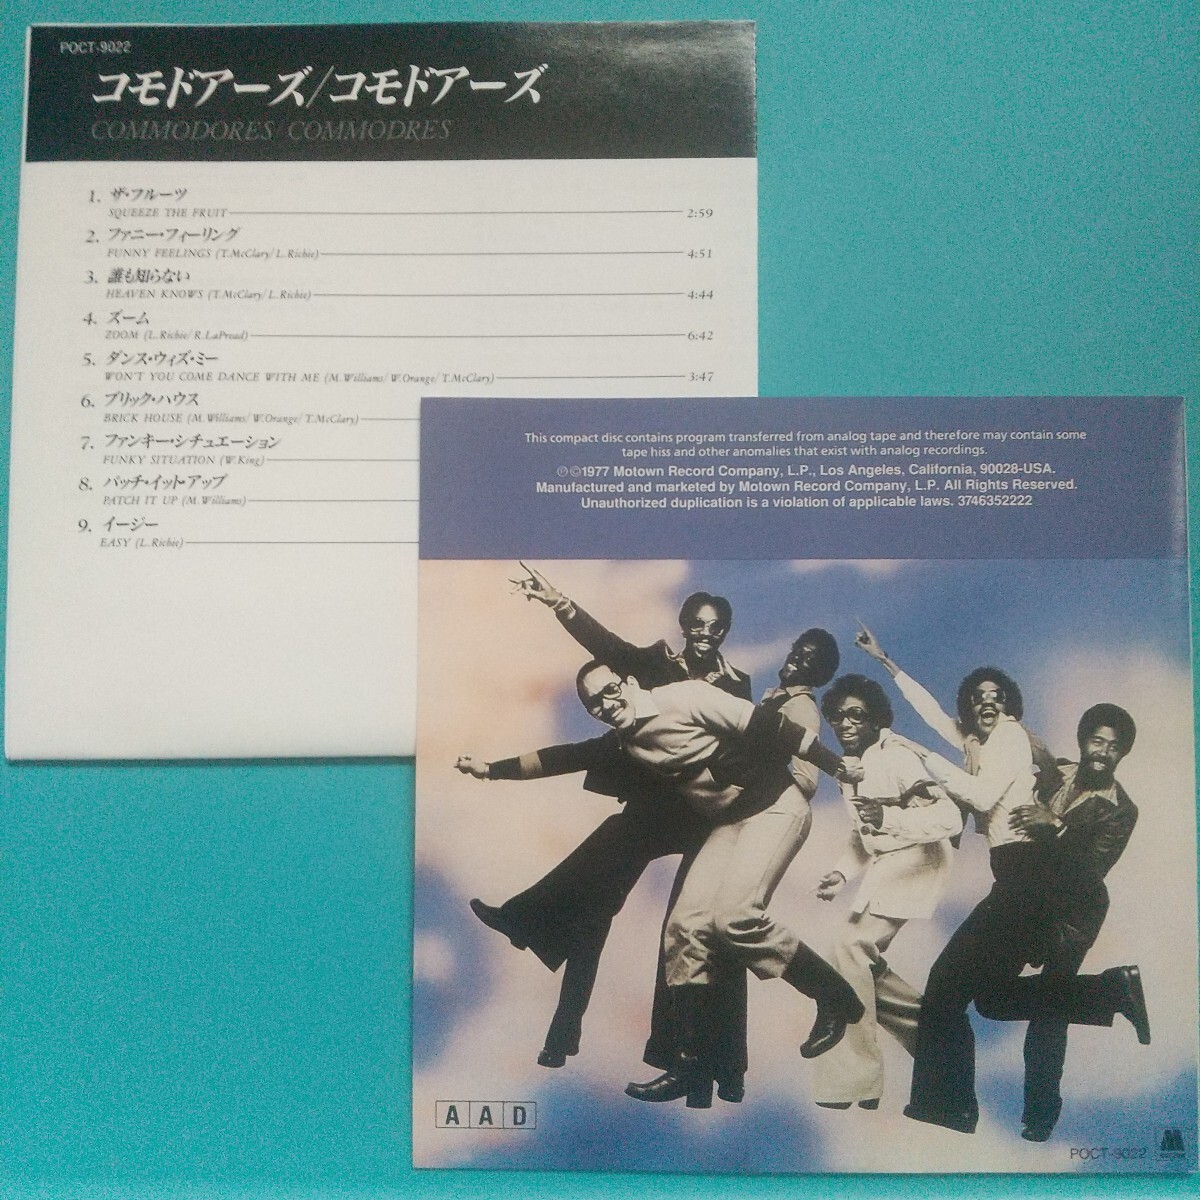 POCT-9022
コモドアーズ/コモドアーズ
COMMODORES/COMMODRES
1. ザ・フルーツ
SQUEEZE THE FRUIT 2:59
2. ファニー・フィーリング
FUNNY FEELINGS (T.McClary/L.Richie) 4:51
3. 誰も知らない
HEAVEN KNOWS (T.McClary/L.Richie) 4:44
4. ズーム
ZOOM (L.Richie/R.LaPread) 6:42
5. ダンス・ウィズ・ミー
WON'T YOU COME DANCE WITH ME (M.Williams/W.Orange/T.McClary) 3:47
6. ブリック・ハウス
BRICK HOUSE (M.Williams/W.Orange/T.McClary)
7. ファンキー・シチュエーション
FUNKY SITUATION (W.King)
8. パッチ・イット・アップ
PATCH IT UP (M.Williams)
9. イージー
EASY (L.Richie)
This compact disc contains program transferred from analog tape and therefore may contain some
tape hiss and other anomalies that exist with analog recordings.
℗©1977 Motown Record Company, L.P., Los Angeles, California, 90028-USA.
Manufactured and marketed by Motown Record Company, L.P. All Rights Reserved.
Unauthorized duplication is a violation of applicable laws. 3746352222
AAD
POCT-9022